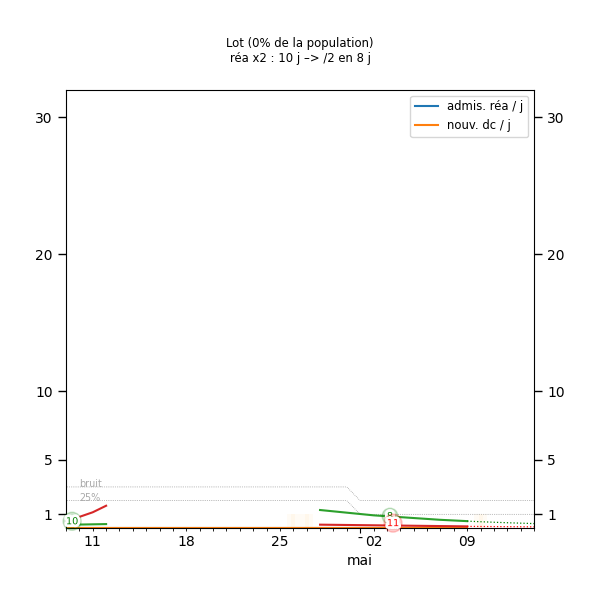 Lot (0% de la population)
réa x2 : 10 j –> /2 en 8 j
admis. réa / j
nouv. dc / j
30 30
20 20
10 10
5 5
bruit
25%
1 1
10
8
11
11 18 25 02 09
mai